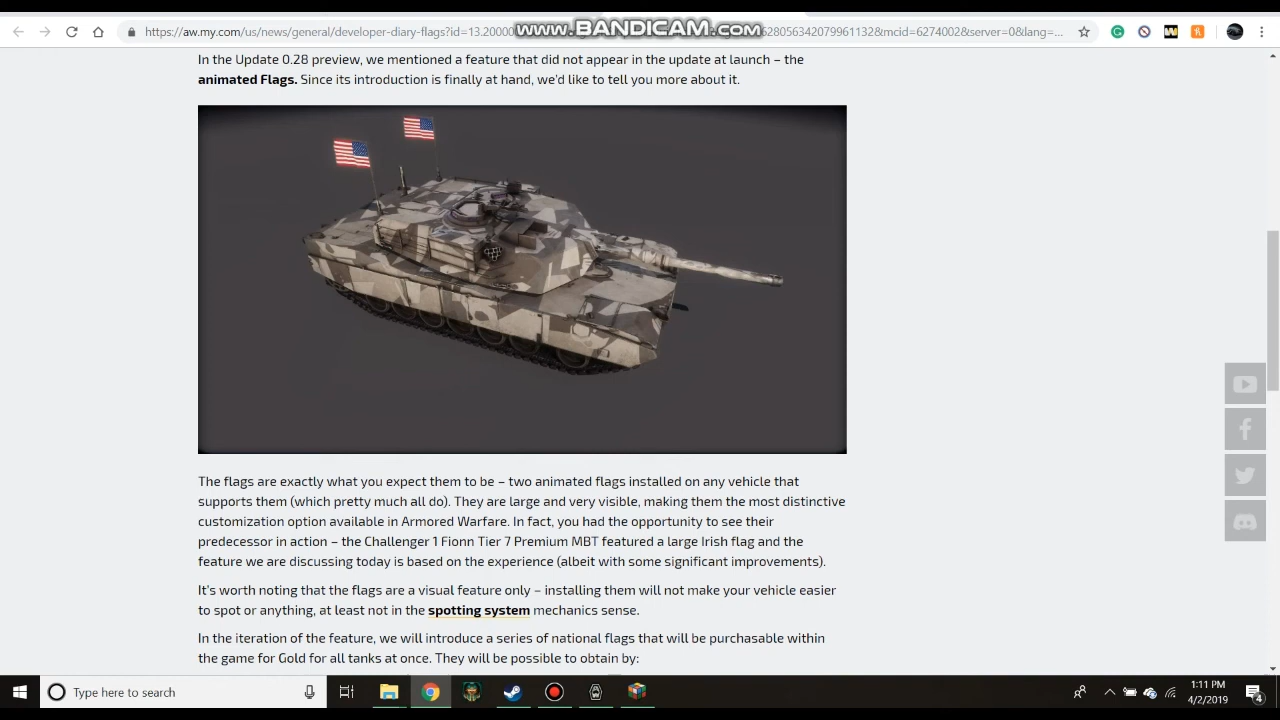 www.BANDICAM.com
https://aw.my.com/us/news/general/developer-diary-flags?id=13.2000
628056342079961132&mcid=6274002&server=0&lang=...
In the Update 0.28 preview, we mentioned a feature that did not appear in the update at launch – the
animated Flags. Since its introduction is finally at hand, we'd like to tell you more about it.
The flags are exactly what you expect them to be – two animated flags installed on any vehicle that
supports them (which pretty much all do). They are large and very visible, making them the most distinctive
customization option available in Armored Warfare. In fact, you had the opportunity to see their
predecessor in action – the Challenger 1 Fionn Tier 7 Premium MBT featured a large Irish flag and the
feature we are discussing today is based on the experience (albeit with some significant improvements).
It's worth noting that the flags are a visual feature only – installing them will not make your vehicle easier
to spot or anything, at least not in the spotting system mechanics sense.
In the iteration of the feature, we will introduce a series of national flags that will be purchasable within
the game for Gold for all tanks at once. They will be possible to obtain by:
Type here to search
1:11 PM
4/2/2019
4